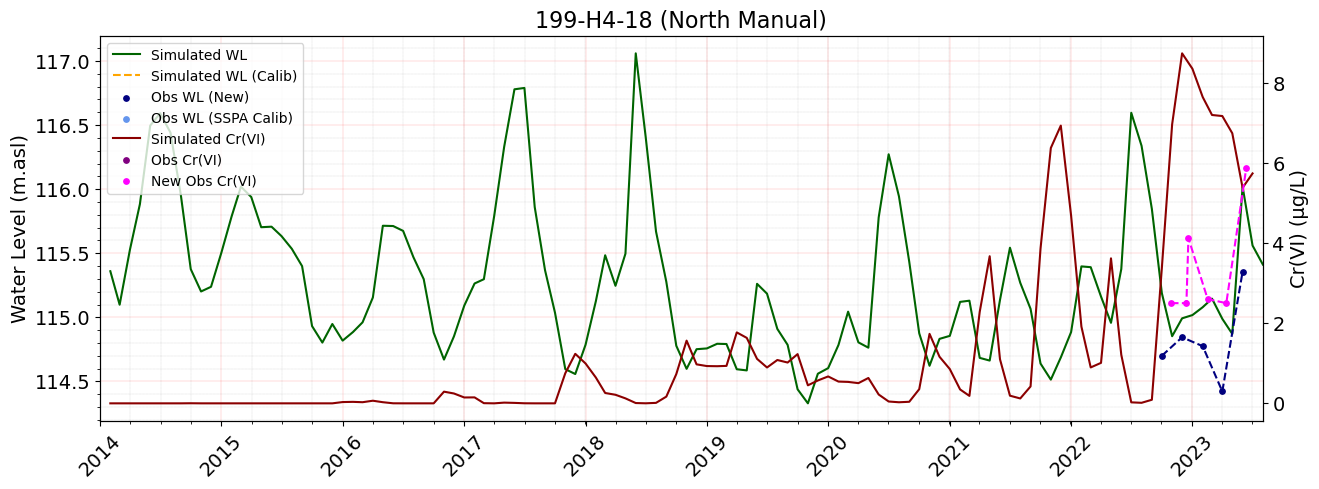 199-H4-18 (North Manual)
Simulated WL
Simulated WL (Calib)
Obs WL (New)
Obs WL (SSPA Calib)
Simulated Cr(VI)
Obs Cr(VI)
New Obs Cr(VI)
Water Level (m.asl)
117.0
116.5
116.0
115.5
115.0
114.5
Cr(VI) (µg/L)
8
6
4
2
0
2014
2015
2016
2017
2018
2019
2020
2021
2022
2023